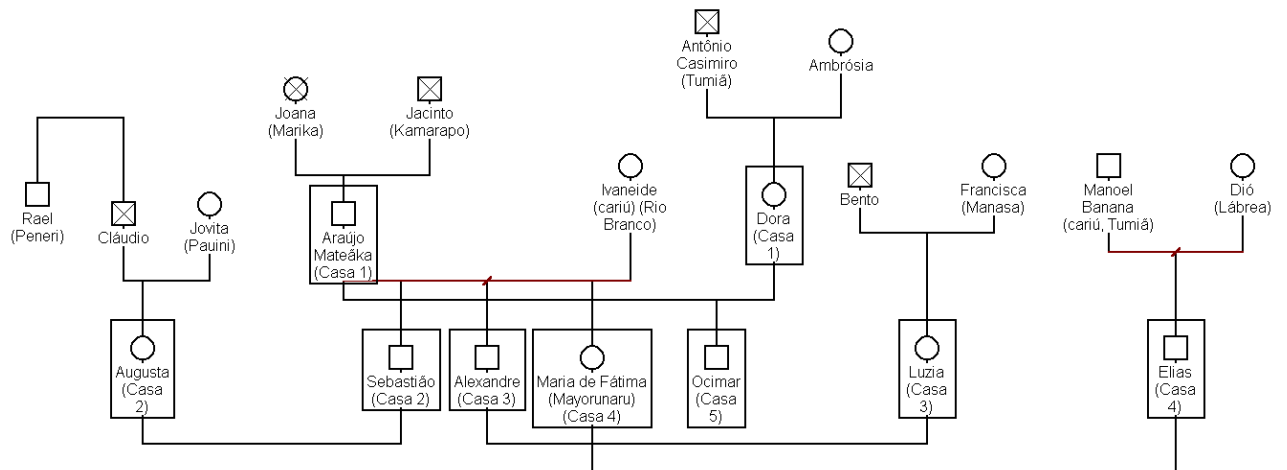 Antônio
Casimiro
(Tumiã)
Ambrósia
Joana
(Marika)
Jacinto
(Kamarapo)
Rael
(Peneri)
Cláudio
Jovita
(Pauini)
Araújo
Mateãka
(Casa 1)
Ivaneide
(cariú) (Rio
Branco)
Dora
(Casa
1)
Bento
Francisca
(Manasa)
Manoel
Banana
(cariú, Tumiã)
Dió
(Lábrea)
Augusta
(Casa
2)
Sebastião
(Casa 2)
Alexandre
(Casa 3)
Maria de Fátima
(Mayorunaru)
(Casa 4)
Ocimar
(Casa
5)
Luzia
(Casa
3)
Elias
(Casa
4)